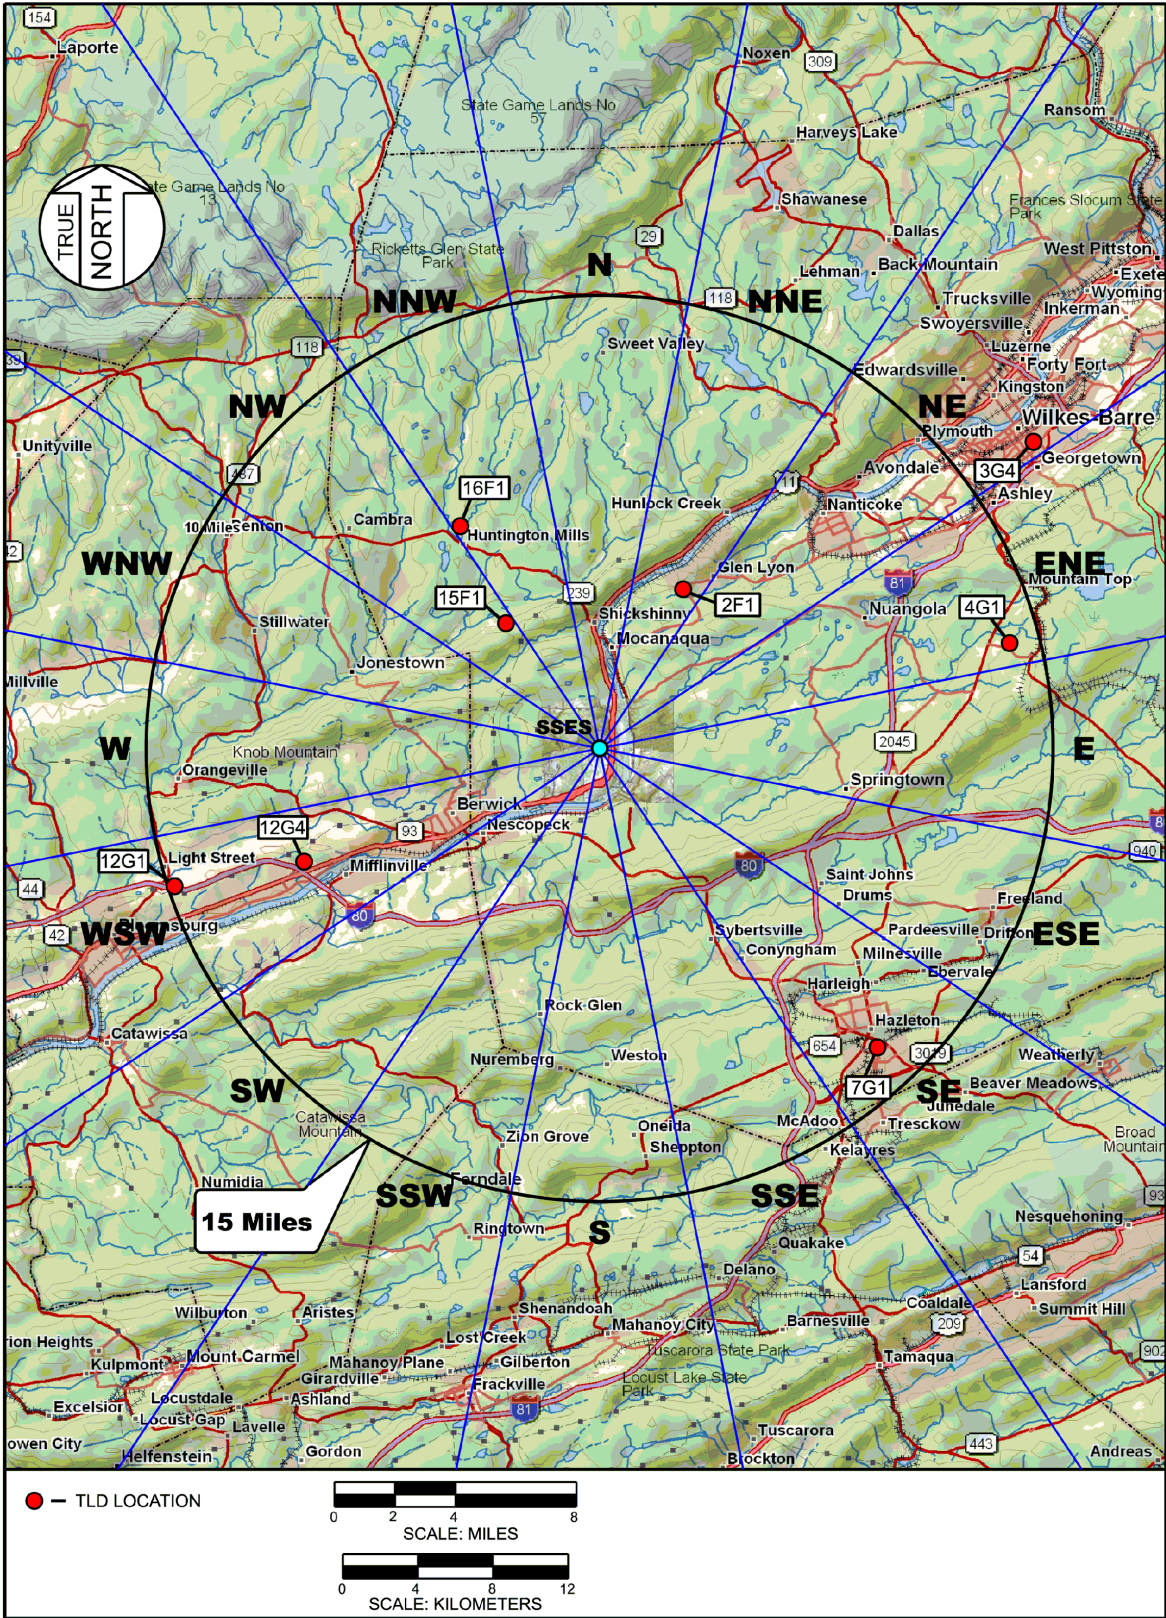 154
Laporte
Noxen
309
State Game Lands No
57
Ransom
Harveys Lake
ate Game Lands No
13
TRUE
NORTH
Shawanese
Frances Slocum State
Park
Ricketts Glen State
Park
29
Dallas
West Pittston
N
Lehman
Back Mountain
Exete
Wyoming
NNW
118
NNE
Trucksville
Inkerman
Swoyersville
118
Sweet Valley
Luzerne
39
Edwardsville
Forty Fort
Kingston
NW
NE
Wilkes-Barre
Plymouth
Unityville
Georgetown
487
16F1
Avondale
3G4
11
Ashley
Hunlock Creek
Nanticoke
Cambra
10 Miles
Benton
Huntington Mills
42
WNW
ENE
Glen Lyon
Mountain Top
15F1
239
81
2F1
4G1
Nuangola
Shickshinny
Stillwater
Mocanaqua
Jonestown
Millville
SSES
2045
W
Knob Mountain
E
Orangeville
Springtown
Berwick
12G4
93
Nescopeck
8
940
12G1
Light Street
Mifflinville
80
Saint Johns
44
Drums
Freeland
80
42
WSW
Sybertsville
Pardeesville
Drifton
ESE
Conyngham
Milnesville
Ebervale
Harleigh
Rock Glen
Hazleton
Catawissa
654
3019
Nuremberg
Weston
Weatherly
SW
7G1
SE
Beaver Meadows
Junedale
Catawissa
Mountain
McAdoo
Tresckow
Oneida
Zion Grove
Sheppton
Kelayres
Broad
Mountain
Numidia
Ferndale
SSW
SSE
93
15 Miles
Ringtown
S
Nesquehoning
Quakake
54
Delano
Lansford
Wilburton
Aristes
Shenandoah
Coaldale
Summit Hill
Mahanoy City
Barnesville
209
rion Heights
Lost Creek
Tuscarora State Park
902
Kulpmont
Mount Carmel
Mahanoy Plane
Gilberton
Tamaqua
Girardville
Locust Lake State
Park
Locustdale
Ashland
Frackville
Excelsior
Locust Gap
81
Lavelle
Tuscarora
owen City
Helfenstein
Gordon
Brockton
443
Andreas
TLD LOCATION
0 2 4 8
SCALE: MILES
0 4 8 12
SCALE: KILOMETERS